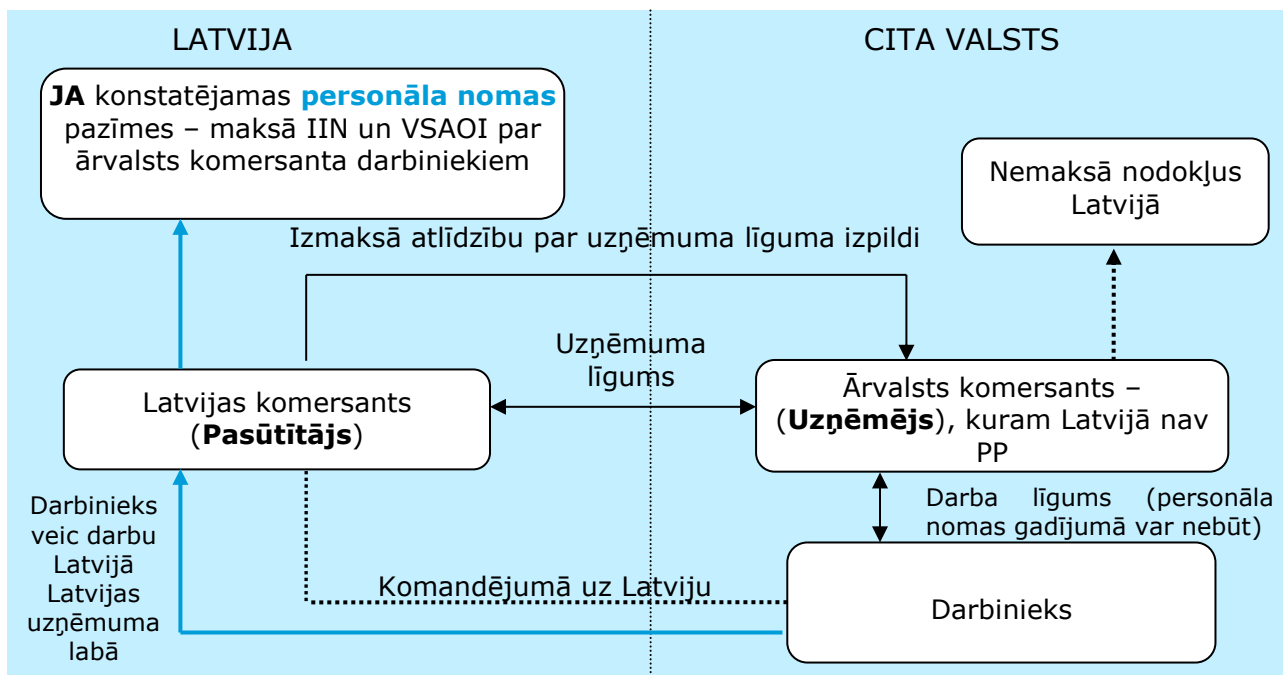 LATVIJA
CITA VALSTS
JA konstatējamas personāla nomas
pazīmes – maksā IIN un VSAOI par
ārvalsts komersanta darbiniekiem
Nemaksā nodokļus
Latvijā
Izmaksā atlīdzību par uzņēmuma līguma izpildi
Uzņēmuma
līgums
Latvijas komersants
(Pasūtītājs)
Ārvalsts komersants –
(Uzņēmējs), kuram Latvijā nav
PP
Darbinieks
veic darbu
Latvijā
Latvijas
uzņēmuma
labā
Darba līgums (personāla
nomas gadījumā var nebūt)
Komandējumā uz Latviju
Darbinieks